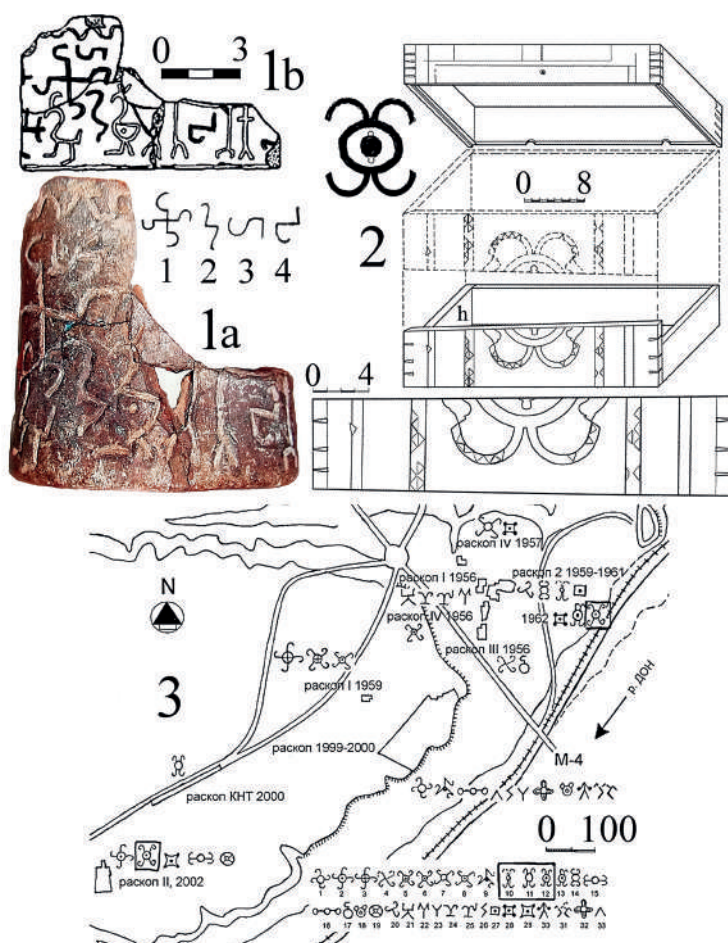 0 3
1b
1 2 3 4
1a
0 8
2
h
0 4
раскоп IV 1957
раскоп I 1956
раскоп 2 1959-1961
раскоп IV 1956
1962
раскоп III 1956
N
3
раскоп I 1959
р. ДОН
раскоп 1999-2000
M-4
раскоп КНТ 2000
0 100
раскоп II, 2002
1 2 3 4 5 6 7 8 9 10 11 12 13 14 15
16 17 18 19 20 21 22 23 24 25 26 27 28 29 30 31 32 33